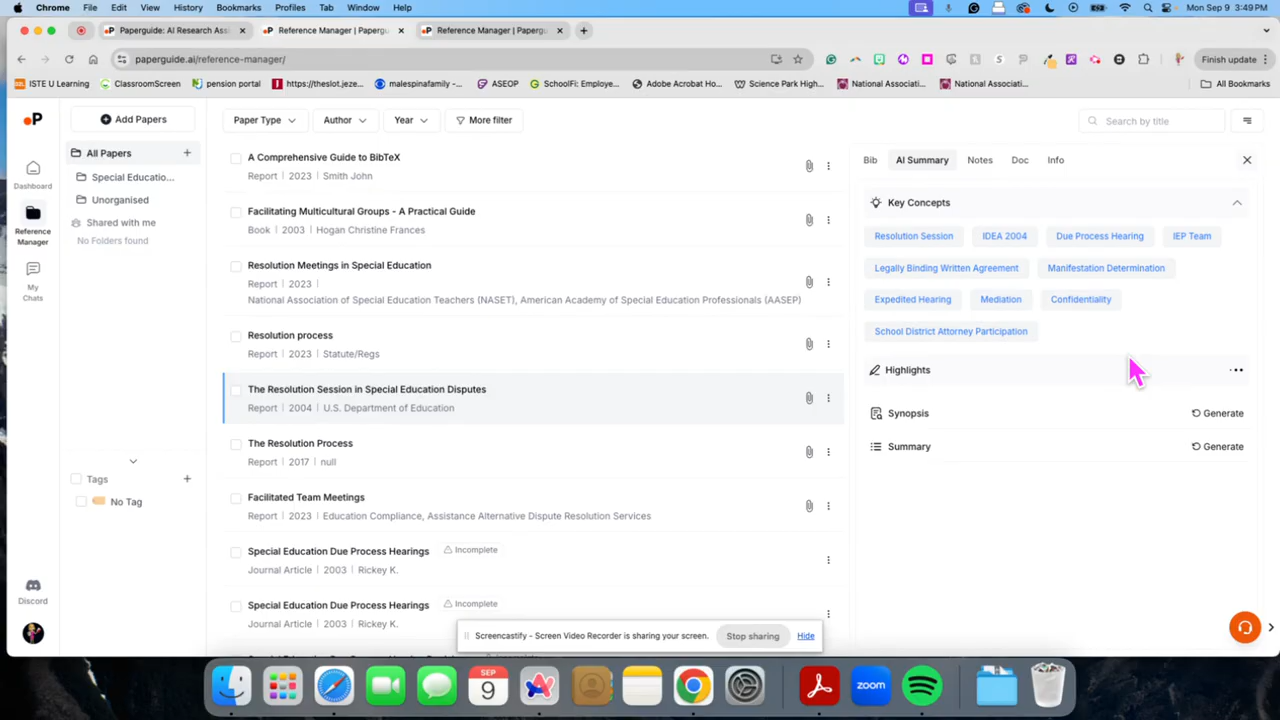 Chrome File Edit View History Bookmarks Profiles Tab Window Help Mon Sep 9 3:49 PM
Paperguide: AI Research Ass Reference Manager | Papergu Reference Manager | Papergu
paperguide.ai/reference-manager/ Finish update
ISTE U Learning ClassroomScreen pension portal https://theslot.jeze... malespinafamily -... ASEOP SchoolFi: Employe... Adobe Acrobat Ho... Science Park Hig... National Associati... National Associati... All Bookmarks
Add Papers
Paper Type Author Year More filter
Search by title
All Papers
Special Educatio...
Unorganised
Shared with me
No Folders found
Tags
No Tag
Dashboard
Reference
Manager
My
Chats
Discord
A Comprehensive Guide to BibTeX
Report 2023 Smith John
Facilitating Multicultural Groups - A Practical Guide
Book 2003 Hogan Christine Frances
Resolution Meetings in Special Education
Report 2023
National Association of Special Education Teachers (NASET), American Academy of Special Education Professionals (AASEP)
Resolution process
Report 2023 Statute/Regs
The Resolution Session in Special Education Disputes
Report 2004 U.S. Department of Education
The Resolution Process
Report 2017 null
Facilitated Team Meetings
Report 2023 Education Compliance, Assistance Alternative Dispute Resolution Services
Special Education Due Process Hearings Incomplete
Journal Article 2003 Rickey K.
Special Education Due Process Hearings Incomplete
Journal Article 2003 Rickey K.
Bib AI Summary Notes Doc Info
Key Concepts
Resolution Session IDEA 2004 Due Process Hearing IEP Team
Legally Binding Written Agreement Manifestation Determination
Expedited Hearing Mediation Confidentiality
School District Attorney Participation
Highlights
Synopsis Generate
Summary Generate
Screencastify - Screen Video Recorder is sharing your screen. Stop sharing Hide
SEP
9
zoom